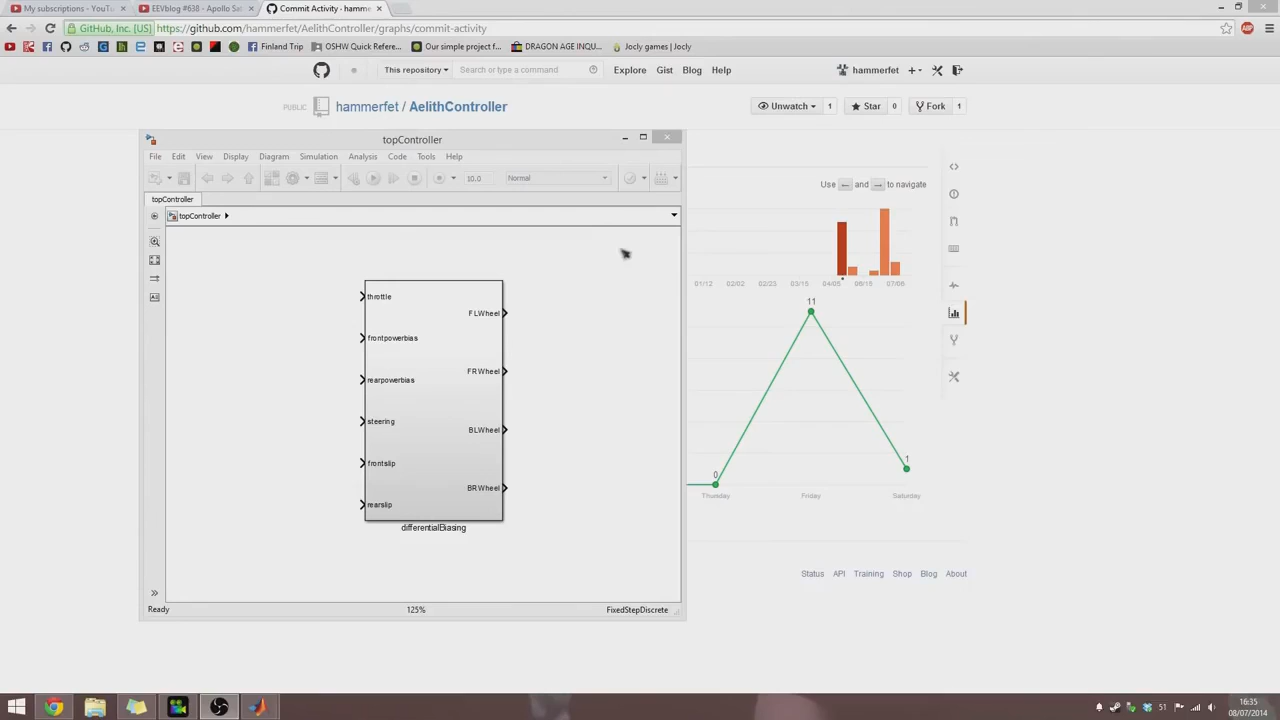 My subscriptions - YouT
EEVblog #638 - Apollo Sa
Commit Activity - hamme
GitHub, Inc. [US]
https://github.com/hammerfet/AelithController/graphs/commit-activity
Finland Trip
OSHW Quick Refere...
Our simple project f...
DRAGON AGE INQU...
Jocly games | Jocly
This repository
Search or type a command
Explore
Gist
Blog
Help
hammerfet
PUBLIC
hammerfet / AelithController
Unwatch
1
Star
0
Fork
1
topController
File
Edit
View
Display
Diagram
Simulation
Analysis
Code
Tools
Help
10.0
Normal
topController
topController
throttle
frontpowerbias
rearpowerbias
steering
frontslip
rearslip
FLWheel
FRWheel
BLWheel
BRWheel
differentialBiasing
Ready
125%
FixedStepDiscrete
Use ← and → to navigate
01/12
02/02
02/23
03/16
04/05
06/15
07/06
11
0
1
Thursday
Friday
Saturday
Status
API
Training
Shop
Blog
About
51
16:35
08/07/2014